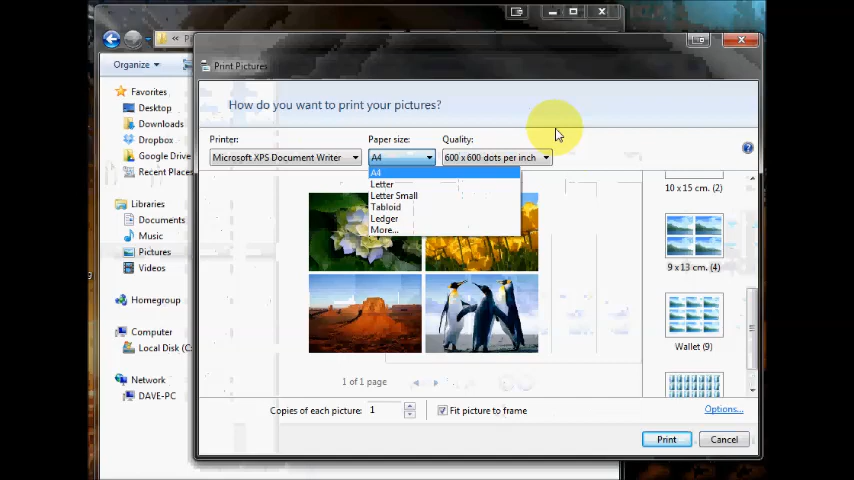 « Pi
Organize
Favorites
Desktop
Downloads
Dropbox
Google Drive
Recent Places
Libraries
Documents
Music
Pictures
Videos
Homegroup
Computer
Local Disk (C:
Network
DAVE-PC
Print Pictures
How do you want to print your pictures?
Printer:
Paper size:
Quality:
Microsoft XPS Document Writer
A4
600 x 600 dots per inch
A4
Letter
Letter Small
Tabloid
Ledger
More...
10 x 15 cm. (2)
9 x 13 cm. (4)
Wallet (9)
1 of 1 page
Copies of each picture:
1
Fit picture to frame
Options...
Print
Cancel